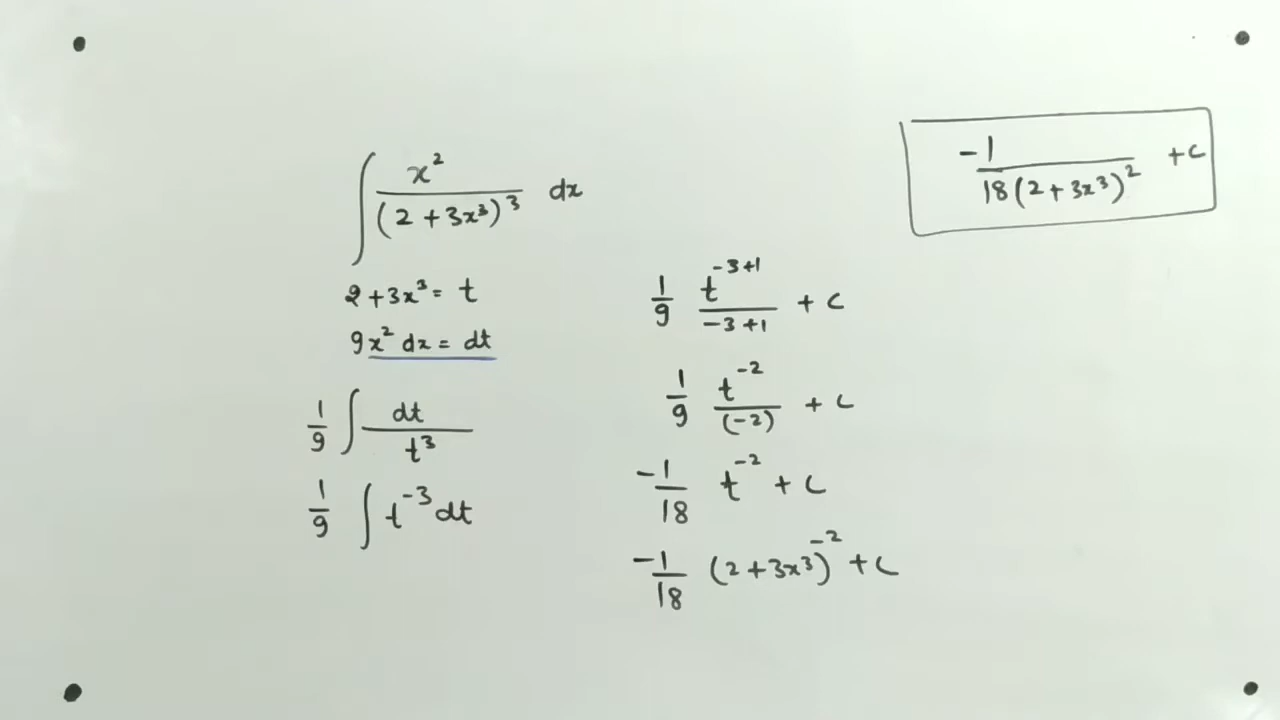 ∫ x² / (2 + 3x³)³ dx
2 + 3x³ = t
9x² dx = dt
1/9 ∫ dt / t³
1/9 ∫ t⁻³ dt
1/9 t⁻³⁺¹ / -3+1 + c
1/9 t⁻² / (-2) + c
-1/18 t⁻² + c
-1/18 (2 + 3x³)⁻² + c
-1 / 18(2 + 3x³)² + c